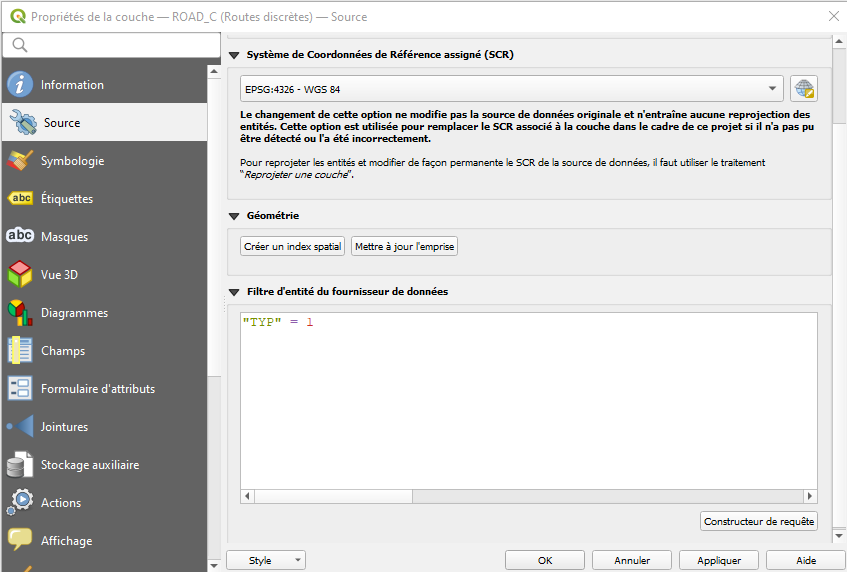 Propriétés de la couche — ROAD_C (Routes discrètes) — Source
Information
Source
Symbologie
abc Étiquettes
abc Masques
Vue 3D
Diagrammes
Champs
Formulaire d'attributs
Jointures
Stockage auxiliaire
Actions
Affichage
Système de Coordonnées de Référence assigné (SCR)
EPSG:4326 - WGS 84
Le changement de cette option ne modifie pas la source de données originale et n'entraîne aucune reprojection des
entités. Cette option est utilisée pour remplacer le SCR associé à la couche dans le cadre de ce projet si il n'a pas pu
être détecté ou l'a été incorrectement.
Pour reprojeter les entités et modifier de façon permanente le SCR de la source de données, il faut utiliser le traitement
“Reprojeter une couche”.
Géométrie
Créer un index spatial
Mettre à jour l'emprise
Filtre d'entité du fournisseur de données
"TYP" = 1
Constructeur de requête
Style
OK
Annuler
Appliquer
Aide